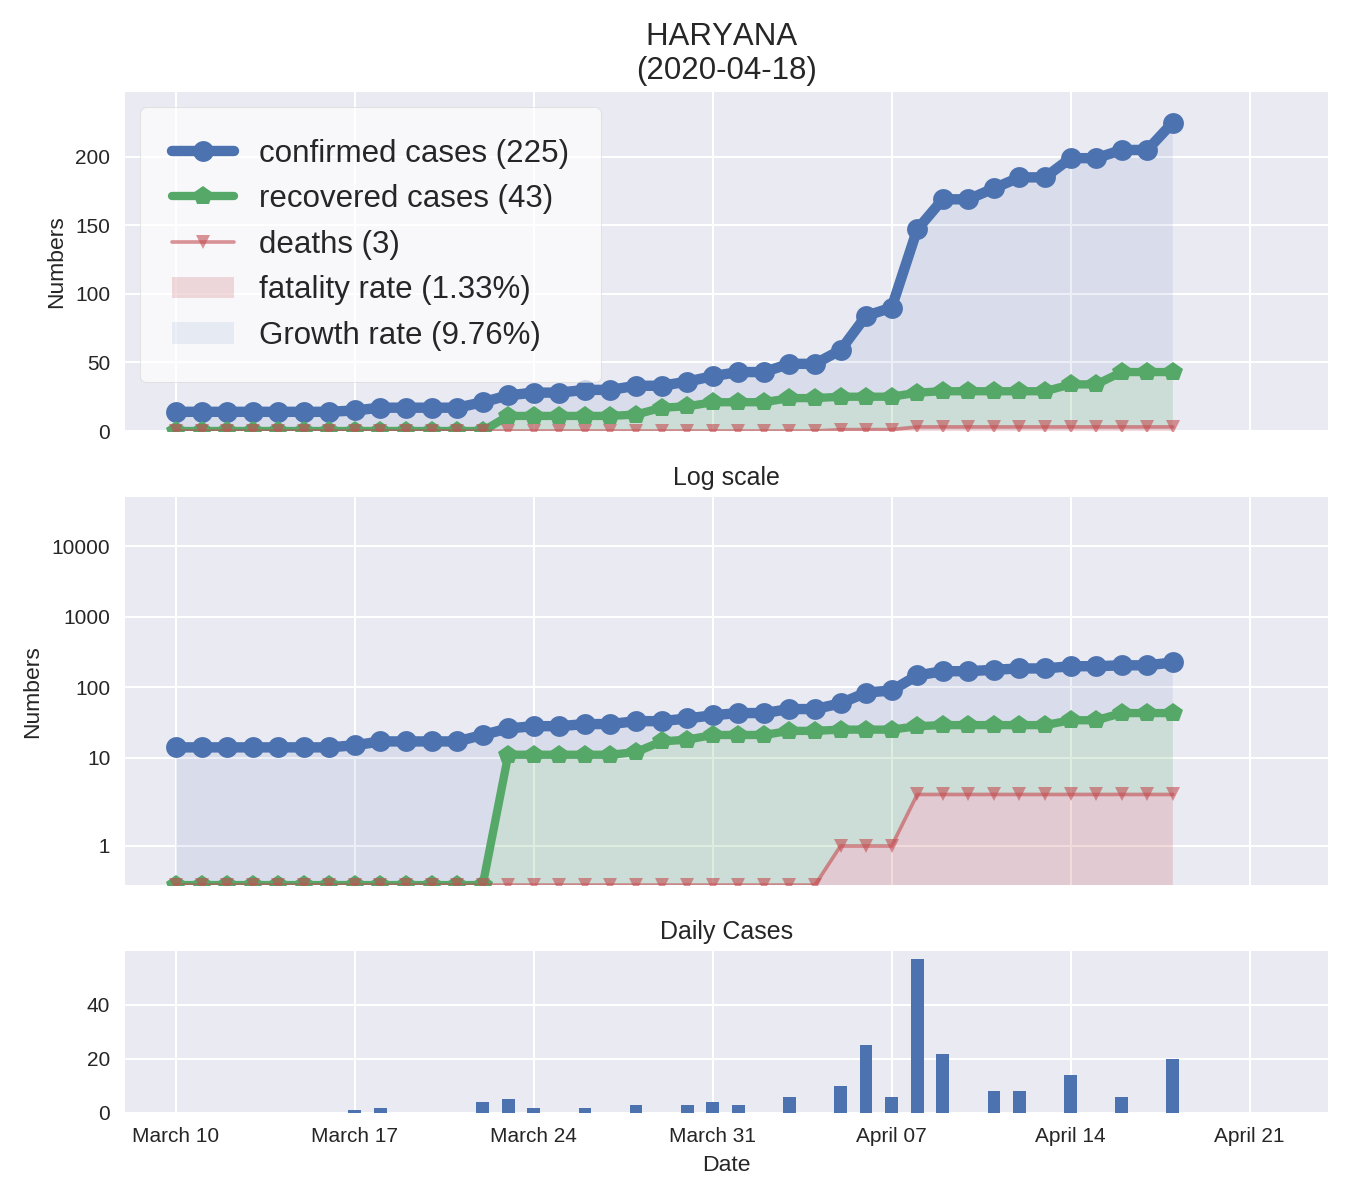 HARYANA
(2020-04-18)
confirmed cases (225)
recovered cases (43)
deaths (3)
fatality rate (1.33%)
Growth rate (9.76%)
Numbers
200
150
100
50
0
Log scale
Numbers
10000
1000
100
10
1
Daily Cases
40
20
0
March 10 March 17 March 24 March 31 April 07 April 14 April 21
Date